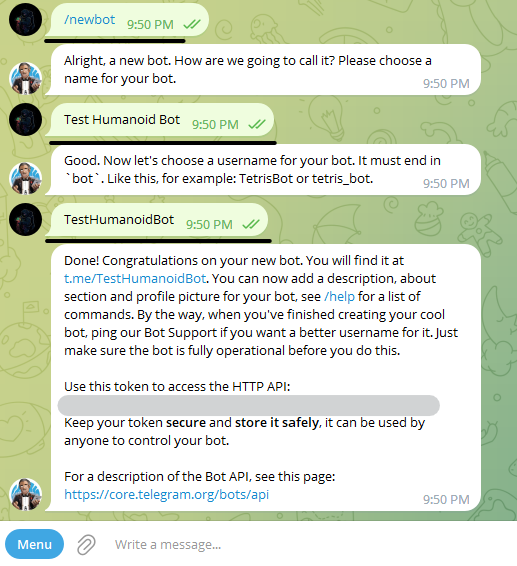 /newbot 9:50 PM
Alright, a new bot. How are we going to call it? Please choose a
name for your bot.
9:50 PM
Test Humanoid Bot 9:50 PM
Good. Now let's choose a username for your bot. It must end in
`bot`. Like this, for example: TetrisBot or tetris_bot.
9:50 PM
TestHumanoidBot 9:50 PM
Done! Congratulations on your new bot. You will find it at
t.me/TestHumanoidBot. You can now add a description, about
section and profile picture for your bot, see /help for a list of
commands. By the way, when you've finished creating your cool
bot, ping our Bot Support if you want a better username for it. Just
make sure the bot is fully operational before you do this.
Use this token to access the HTTP API:
Keep your token secure and store it safely, it can be used by
anyone to control your bot.
For a description of the Bot API, see this page:
https://core.telegram.org/bots/api
9:50 PM
Menu
Write a message...